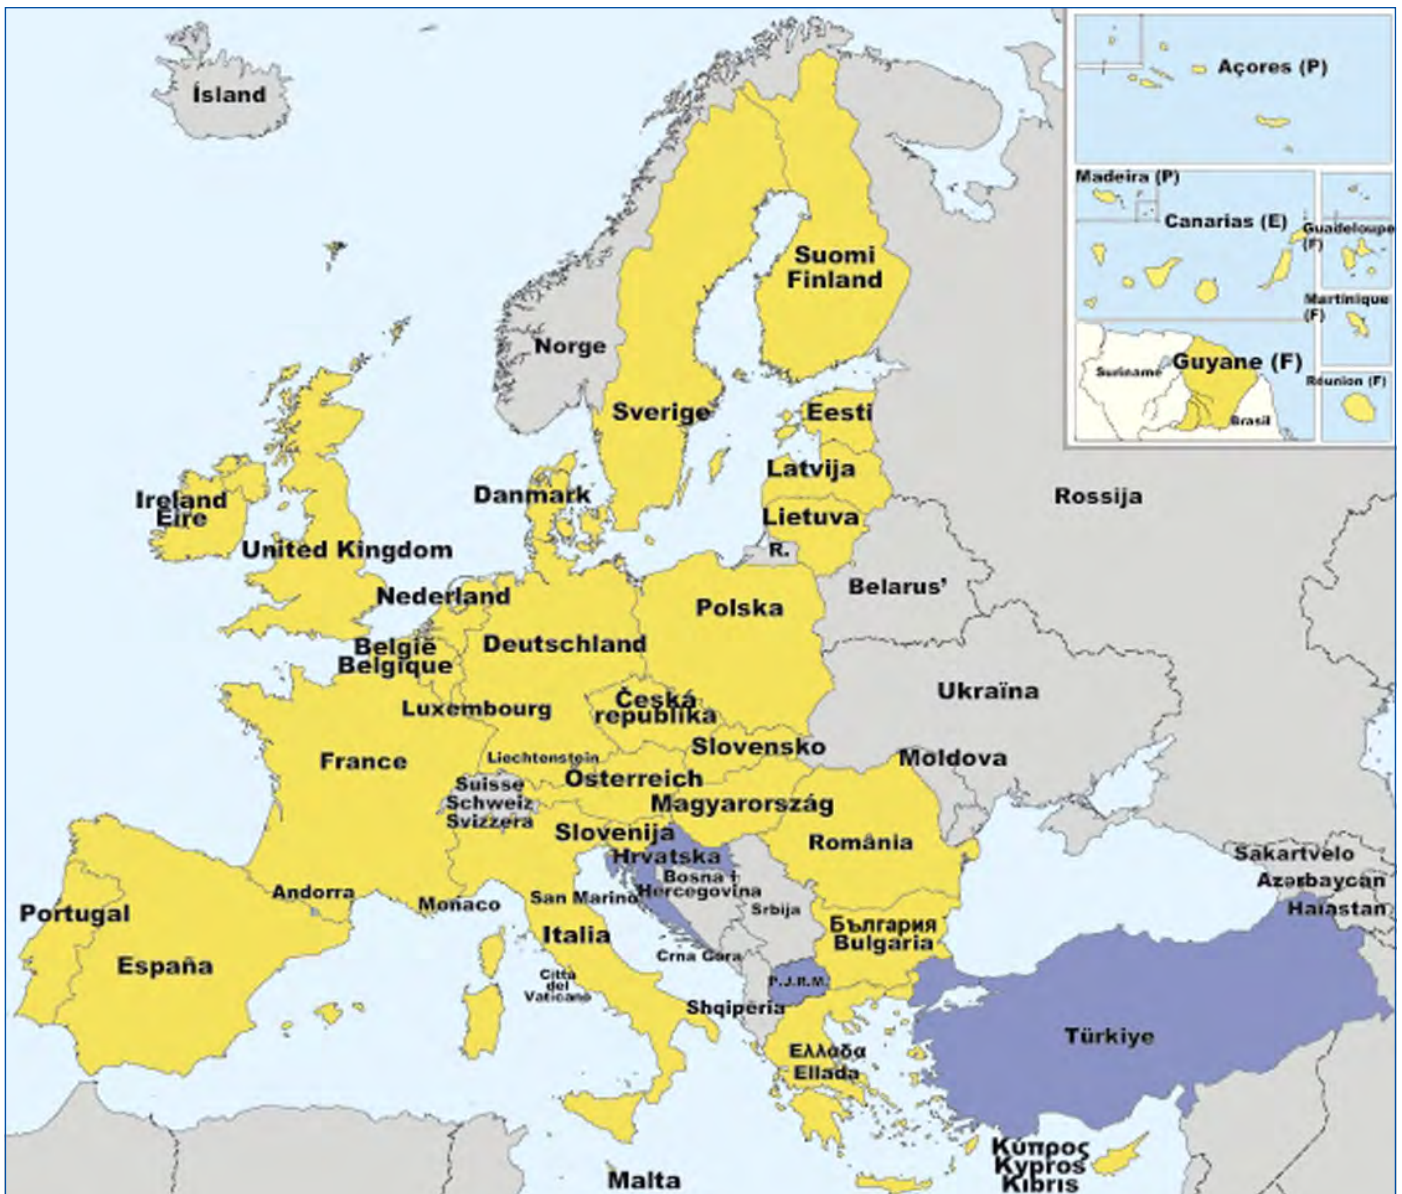 Ísland
Açores (P)
Madeira (P)
Canarias (E)
Guadeloupe
(F)
Martinique
(F)
Guyane (F)
Suriname
Brasil
Réunion (F)
Suomi
Finland
Norge
Sverige
Eesti
Latvija
Lietuva
R.
Rossija
Danmark
Ireland
Éire
United Kingdom
Nederland
Belarus'
Polska
België
Belgique
Deutschland
Luxembourg
Česká
republika
Ukraïna
Slovensko
Moldova
France
Liechtenstein
Österreich
Suisse
Schweiz
Svizzera
Magyarország
Slovenija
România
Hrvatska
Bosna i
Hercegovina
Srbija
Sakartvelo
Azərbaycan
Haiastan
Andorra
Monaco
San Marino
Portugal
España
Italia
България
Bulgaria
Crna Gora
Città
del
Vaticano
P.J.R.M.
Shqipëria
Türkiye
Ελλαδα
Ellada
Malta
Κύπρος
Kypros
Kıbrıs